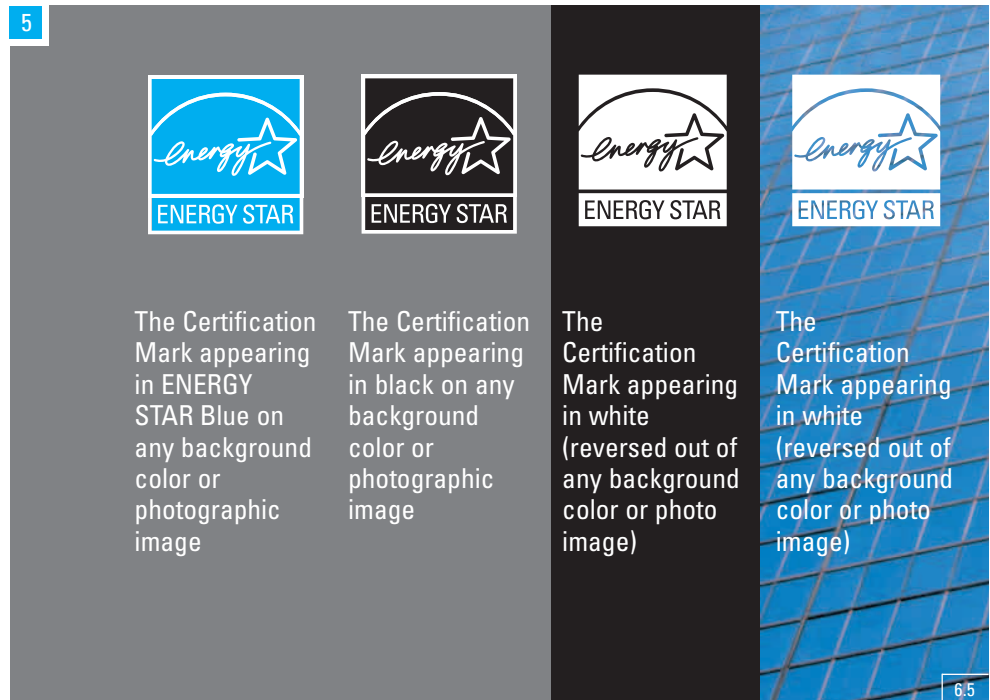 5
energy
ENERGY STAR
energy
ENERGY STAR
energy
ENERGY STAR
energy
ENERGY STAR
The Certification
Mark appearing
in ENERGY
STAR Blue on
any background
color or
photographic
image
The Certification
Mark appearing
in black on any
background
color or
photographic
image
The
Certification
Mark appearing
in white
(reversed out of
any background
color or photo
image)
The
Certification
Mark appearing
in white
(reversed out of
any background
color or photo
image)
6.5